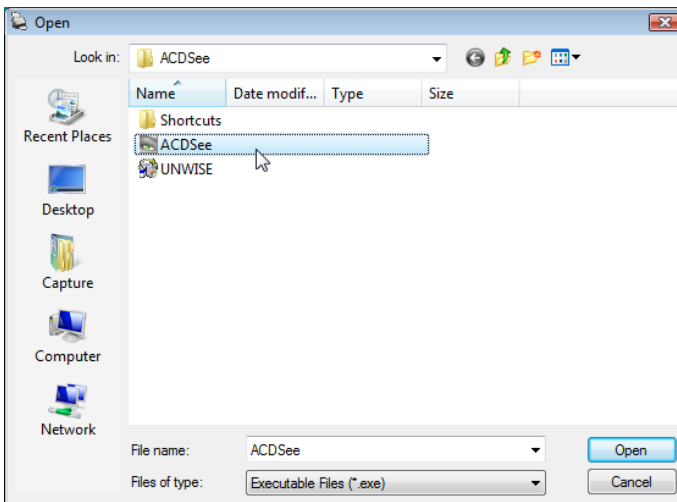 Open
Look in: ACDSee
Name Date modif... Type Size
Shortcuts
ACDSee
UNWISE
Recent Places
Desktop
Capture
Computer
Network
File name: ACDSee Open
Files of type: Executable Files (*.exe) Cancel